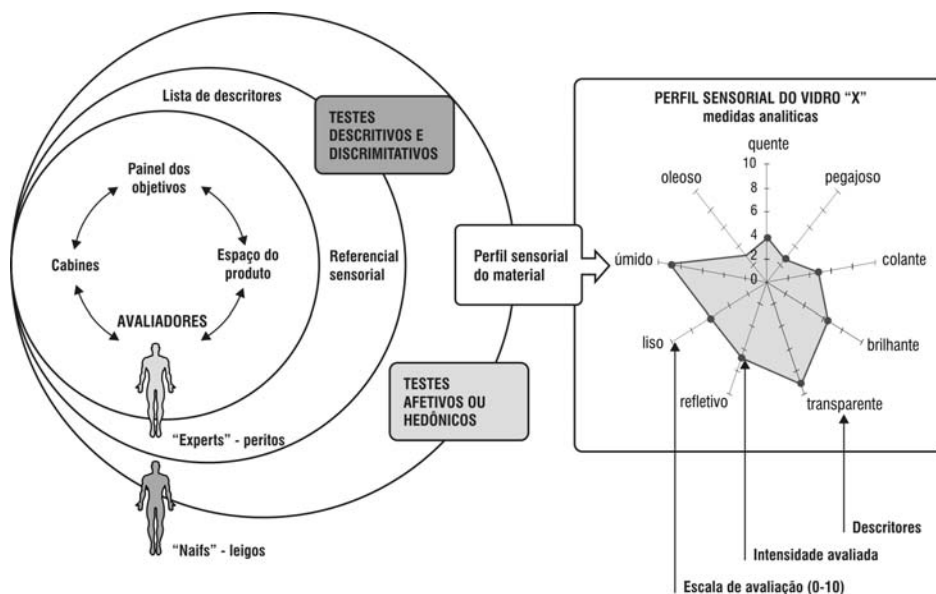 Lista de descritores
TESTES
DESCRITIVOS E
DISCRIMITATIVOS
Painel dos
objetivos
Cabines
Espaço do
produto
Referencial
sensorial
AVALIADORES
"Experts" - peritos
"Naifs" - leigos
TESTES
AFETIVOS OU
HEDÔNICOS
Perfil sensorial
do material
PERFIL SENSORIAL DO VIDRO "X"
medidas analíticas
quente
10
8
6
4
2
0
oleoso
pegajoso
úmido
colante
liso
brilhante
refletivo
transparente
Descritores
Intensidade avaliada
Escala de avaliação (0-10)